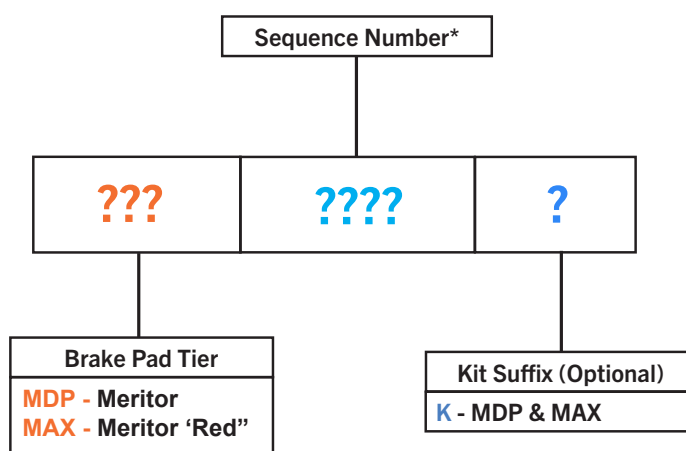 Sequence Number*
???
????
?
Brake Pad Tier
MDP - Meritor
MAX - Meritor ‘Red”
Kit Suffix (Optional)
K - MDP & MAX